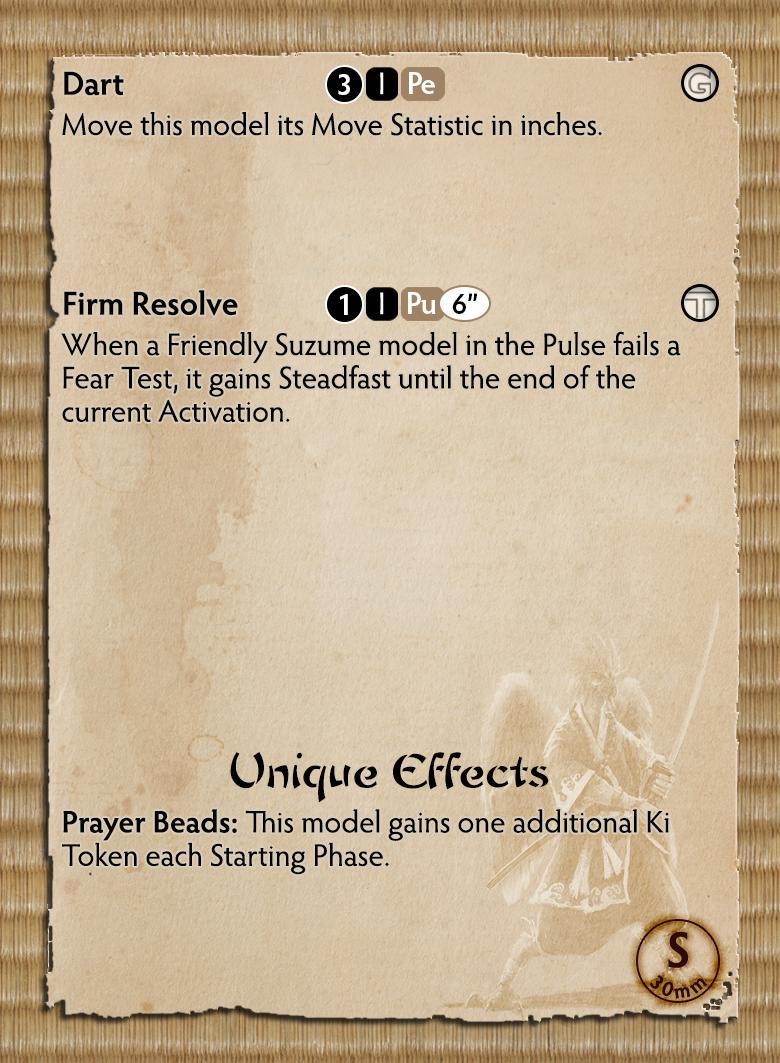 Dart 3 I Pe G
Move this model its Move Statistic in inches.
Firm Resolve 1 I Pu 6” T
When a Friendly Suzume model in the Pulse fails a
Fear Test, it gains Steadfast until the end of the
current Activation.
Unique Effects
Prayer Beads: This model gains one additional Ki
Token each Starting Phase.
S
30mm